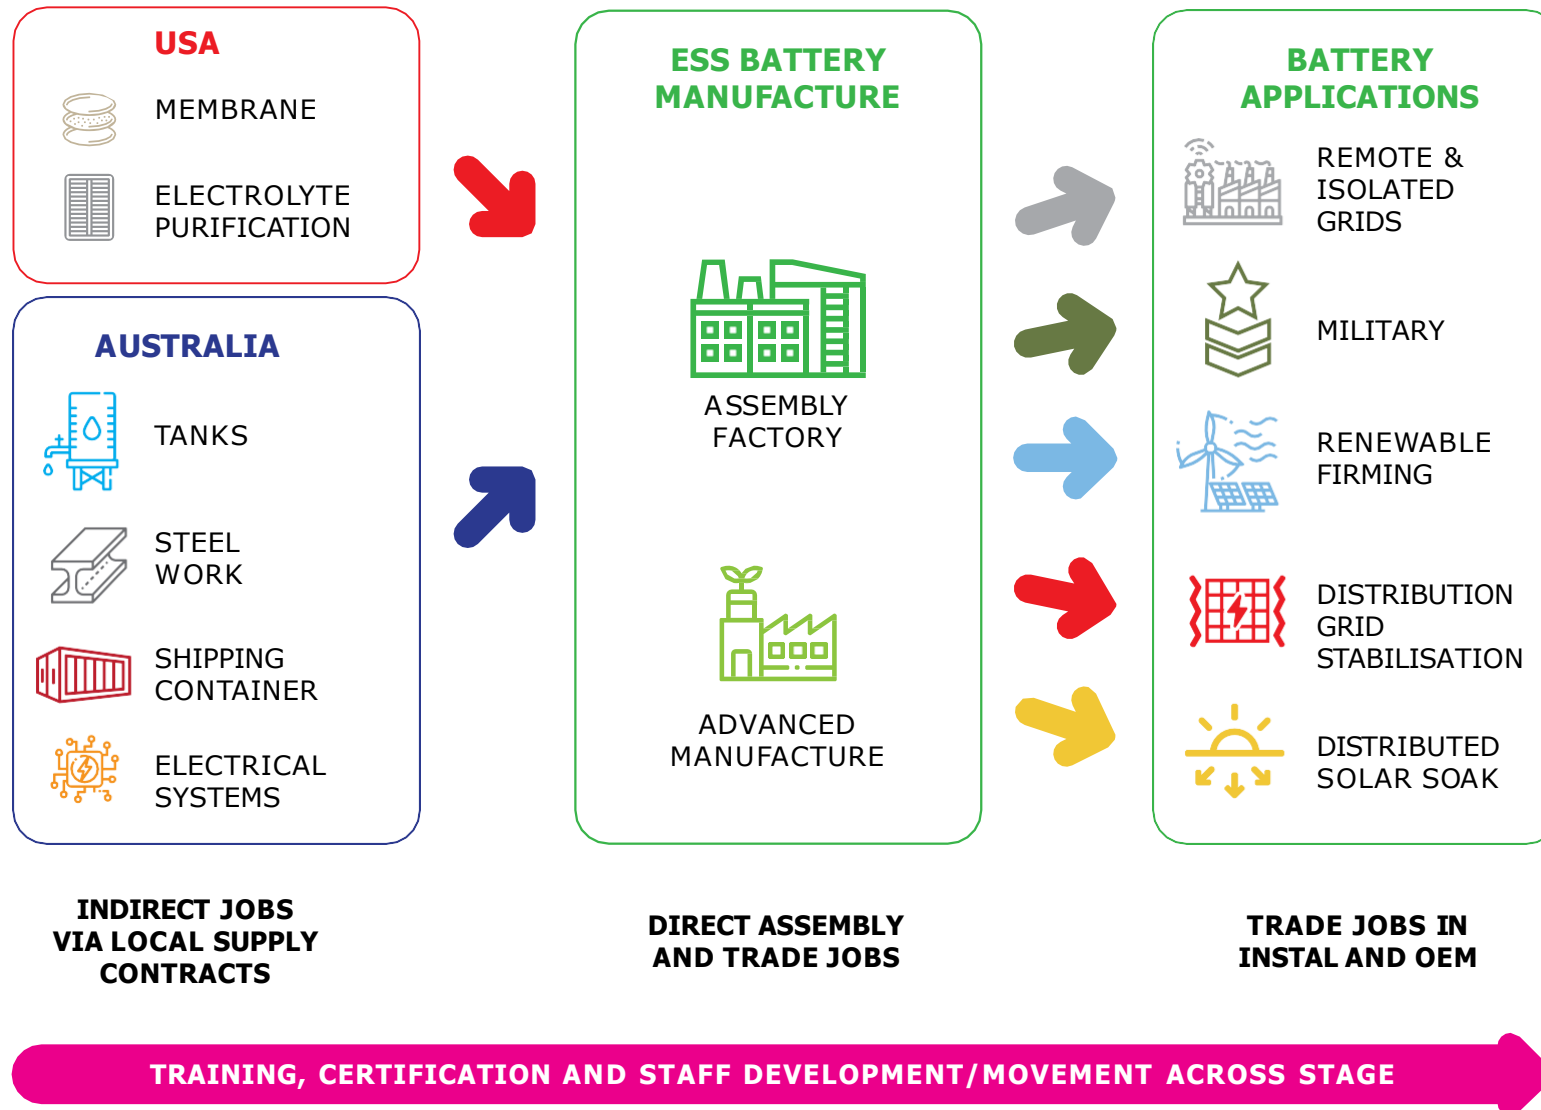 USA
MEMBRANE
ELECTROLYTE
PURIFICATION
AUSTRALIA
TANKS
STEEL
WORK
SHIPPING
CONTAINER
ELECTRICAL
SYSTEMS
INDIRECT JOBS
VIA LOCAL SUPPLY
CONTRACTS
ESS BATTERY
MANUFACTURE
ASSEMBLY
FACTORY
ADVANCED
MANUFACTURE
DIRECT ASSEMBLY
AND TRADE JOBS
BATTERY
APPLICATIONS
REMOTE &
ISOLATED
GRIDS
MILITARY
RENEWABLE
FIRMING
DISTRIBUTION
GRID
STABILISATION
DISTRIBUTED
SOLAR SOAK
TRADE JOBS IN
INSTAL AND OEM
TRAINING, CERTIFICATION AND STAFF DEVELOPMENT/MOVEMENT ACROSS STAGE